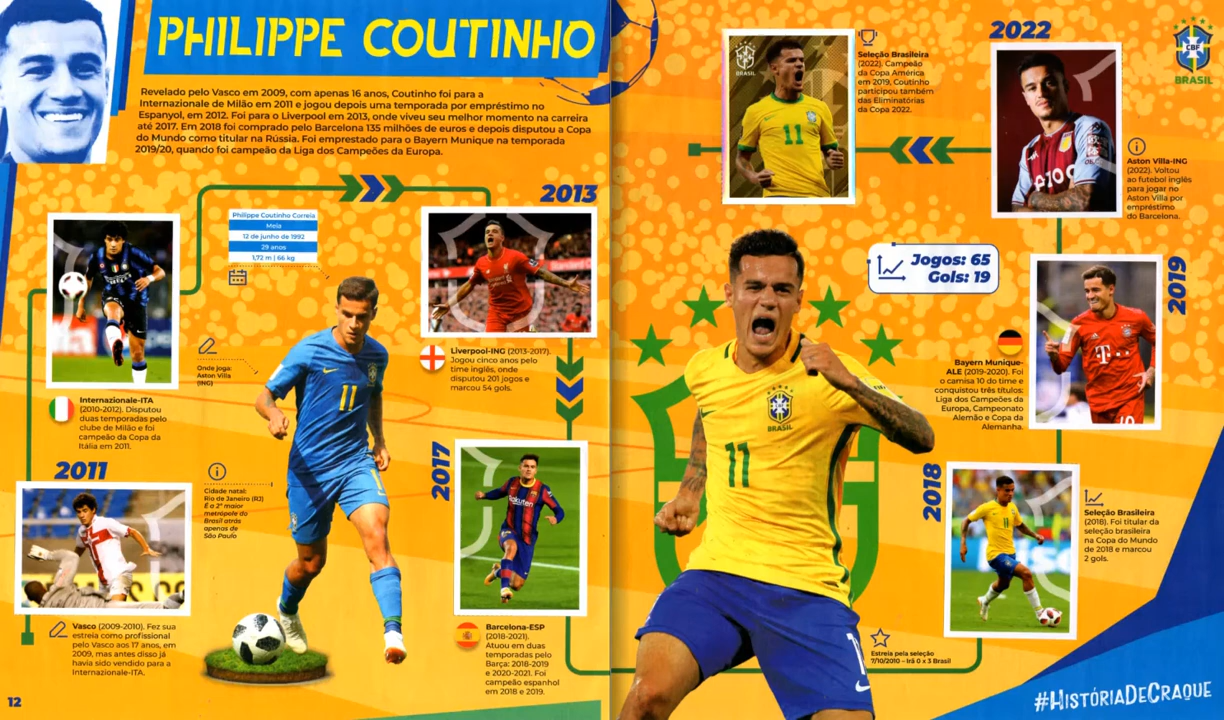 PHILIPPE COUTINHO
Revelado pelo Vasco em 2009, com apenas 16 anos, Coutinho foi para a
Internazionale de Milão em 2011 e jogou depois uma temporada por empréstimo no
Espanyol, em 2012. Foi para o Liverpool em 2013, onde viveu seu melhor momento na carreira
até 2017. Em 2018 foi comprado pelo Barcelona 135 milhões de euros e depois disputou a Copa
do Mundo como titular na Rússia. Foi emprestado para o Bayern Munique na temporada
2019/20, quando foi campeão da Liga dos Campeões da Europa.
Philippe Coutinho Correia
Meia
12 de junho de 1992
29 anos
1,72 m | 66 kg
2013
Liverpool-ING (2013-2017).
Jogou cinco anos pelo
time inglês, onde
disputou 201 jogos e
marcou 54 gols.
Onde joga:
Aston Villa
(ING)
11
Internazionale-ITA
(2010-2012). Disputou
duas temporadas pelo
clube de Milão e foi
campeão da Copa da
Itália em 2011.
2011
Cidade natal:
Rio de Janeiro (RJ)
É a 2ª maior
metrópole do
Brasil atrás
apenas de
São Paulo
Vasco (2009-2010). Fez sua
estreia como profissional
pelo Vasco aos 17 anos, em
2009, mas antes disso já
havia sido vendido para a
Internazionale-ITA.
2017
Rakuten
Barcelona-ESP
(2018-2021).
Atuou em duas
temporadas pelo
Barça: 2018-2019
e 2020-2021. Foi
campeão espanhol
em 2018 e 2019.
12
BRASIL
11
Seleção Brasileira
(2022). Campeão
da Copa América
em 2019, Coutinho
participou também
das Eliminatórias
da Copa 2022.
2022
CBF
BRASIL
Aston Villa-ING
(2022). Voltou
ao futebol inglês
para jogar no
Aston Villa por
empréstimo
do Barcelona.
Jogos: 65
Gols: 19
2019
T
10
Bayern Munique-
ALE (2019-2020). Foi
o camisa 10 do time e
conquistou três títulos:
Liga dos Campeões da
Europa, Campeonato
Alemão e Copa da
Alemanha.
CBF
BRASIL
11
2018
Seleção Brasileira
(2018). Foi titular da
seleção brasileira
na Copa do Mundo
de 2018 e marcou
2 gols.
Estreia pela seleção
7/10/2010 – Irã 0 x 3 Brasil
#HISTÓRIADECRAQUE